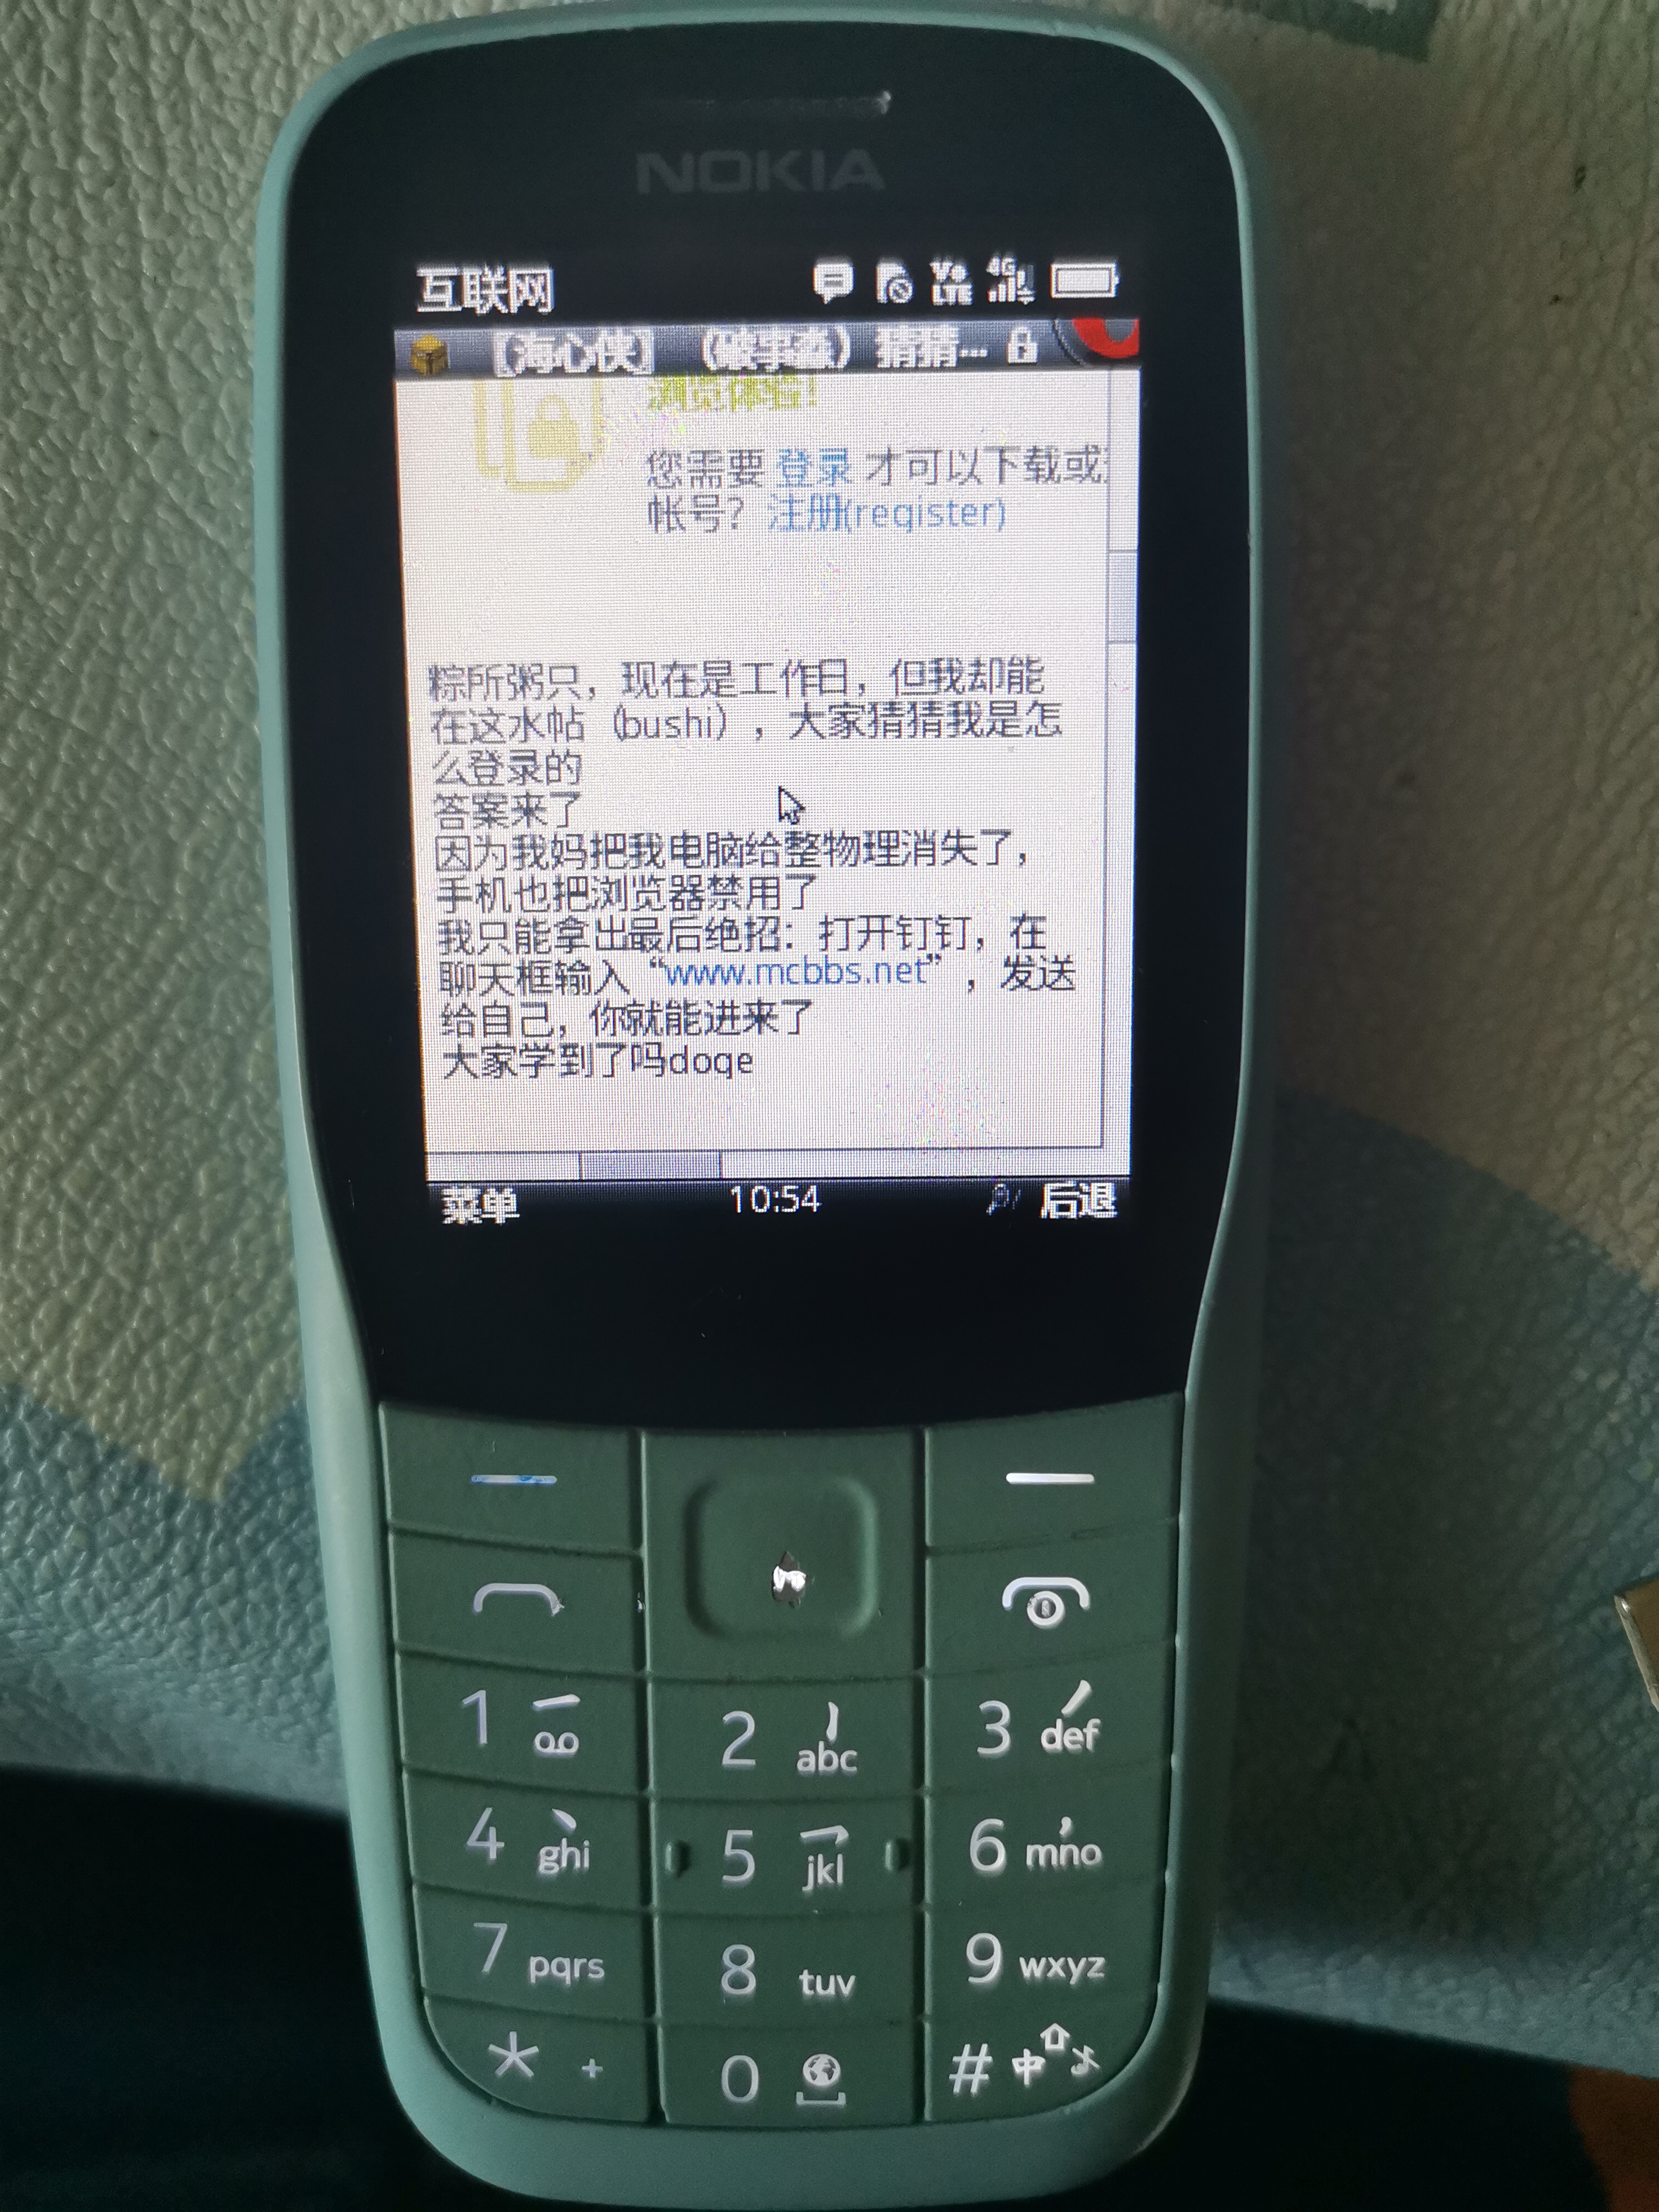 NOKIA
互联网
Vo LTE 4G
【海心侠】 （破事水）猜猜...
浏览体验！
您需要 登录 才可以下载或
帐号？注册(register)
粽所粥只，现在是工作日，但我却能
在这水帖（bushi），大家猜猜我是怎
么登录的
答案来了
因为我妈把我电脑给整物理消失了，
手机也把浏览器禁用了
我只能拿出最后绝招：打开钉钉，在
聊天框输入“www.mcbbs.net”，发送
给自己，你就能进来了
大家学到了吗doge
菜单 10:54 后退
1 2 abc 3 def
4 ghi 5 jkl 6 mno
7 pqrs 8 tuv 9 wxyz
* + 0 # 中